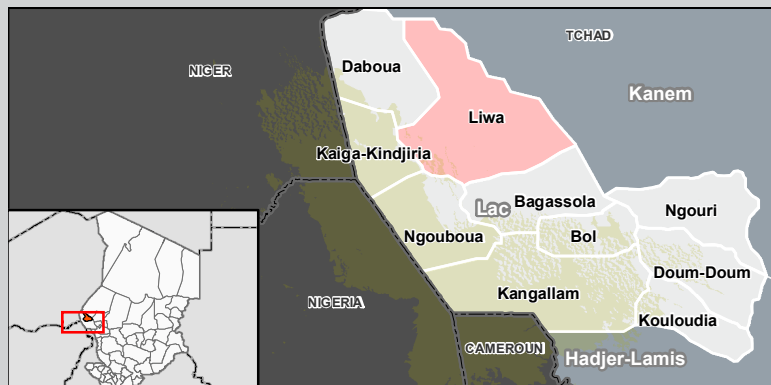 TCHAD
Daboua
NIGER
Kanem
Liwa
Kaiga-Kindjiria
Bagassola
Lac
Ngouri
Ngouboua
Bol
Doum-Doum
Kangallam
NIGERIA
Kouloudia
CAMEROUN
Hadjer-Lamis